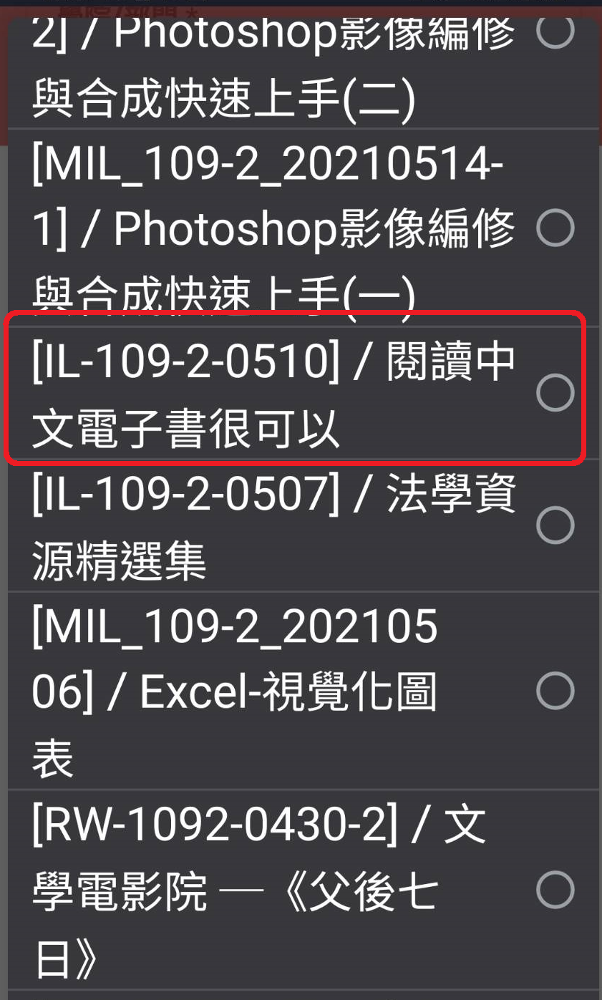 2] / Photoshop影像編修
與合成快速上手(二)
[MIL_109-2_20210514-
1] / Photoshop影像編修
與合成快速上手(一)
[IL-109-2-0510] / 閱讀中
文電子書很可以
[IL-109-2-0507] / 法學資
源精選集
[MIL_109-2_202105
06] / Excel-視覺化圖
表
[RW-1092-0430-2] / 文
學電影院 —《父後七
日》